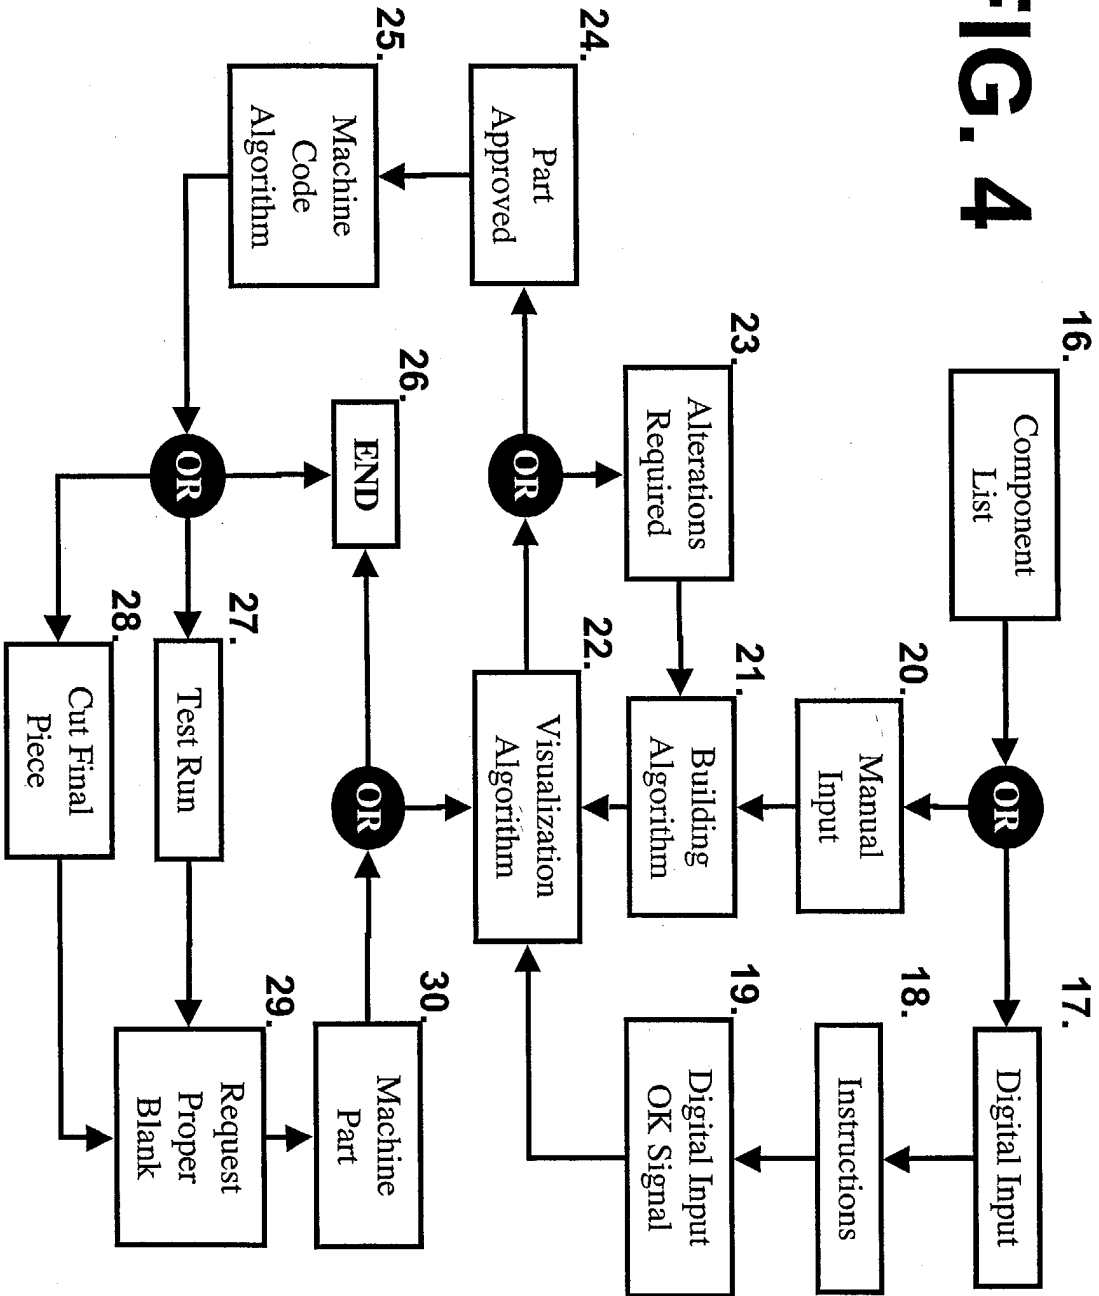 FIG. 4
16.
Component
List
OR
17.
Digital Input
20.
Manual
Input
18.
Instructions
23.
Alterations
Required
21.
Building
Algorithm
19.
Digital Input
OK Signal
24.
Part
Approved
OR
22.
Visualization
Algorithm
25.
Machine
Code
Algorithm
26.
END
OR
30.
Machine
Part
OR
27.
Test Run
29.
Request
Proper
Blank
28.
Cut Final
Piece